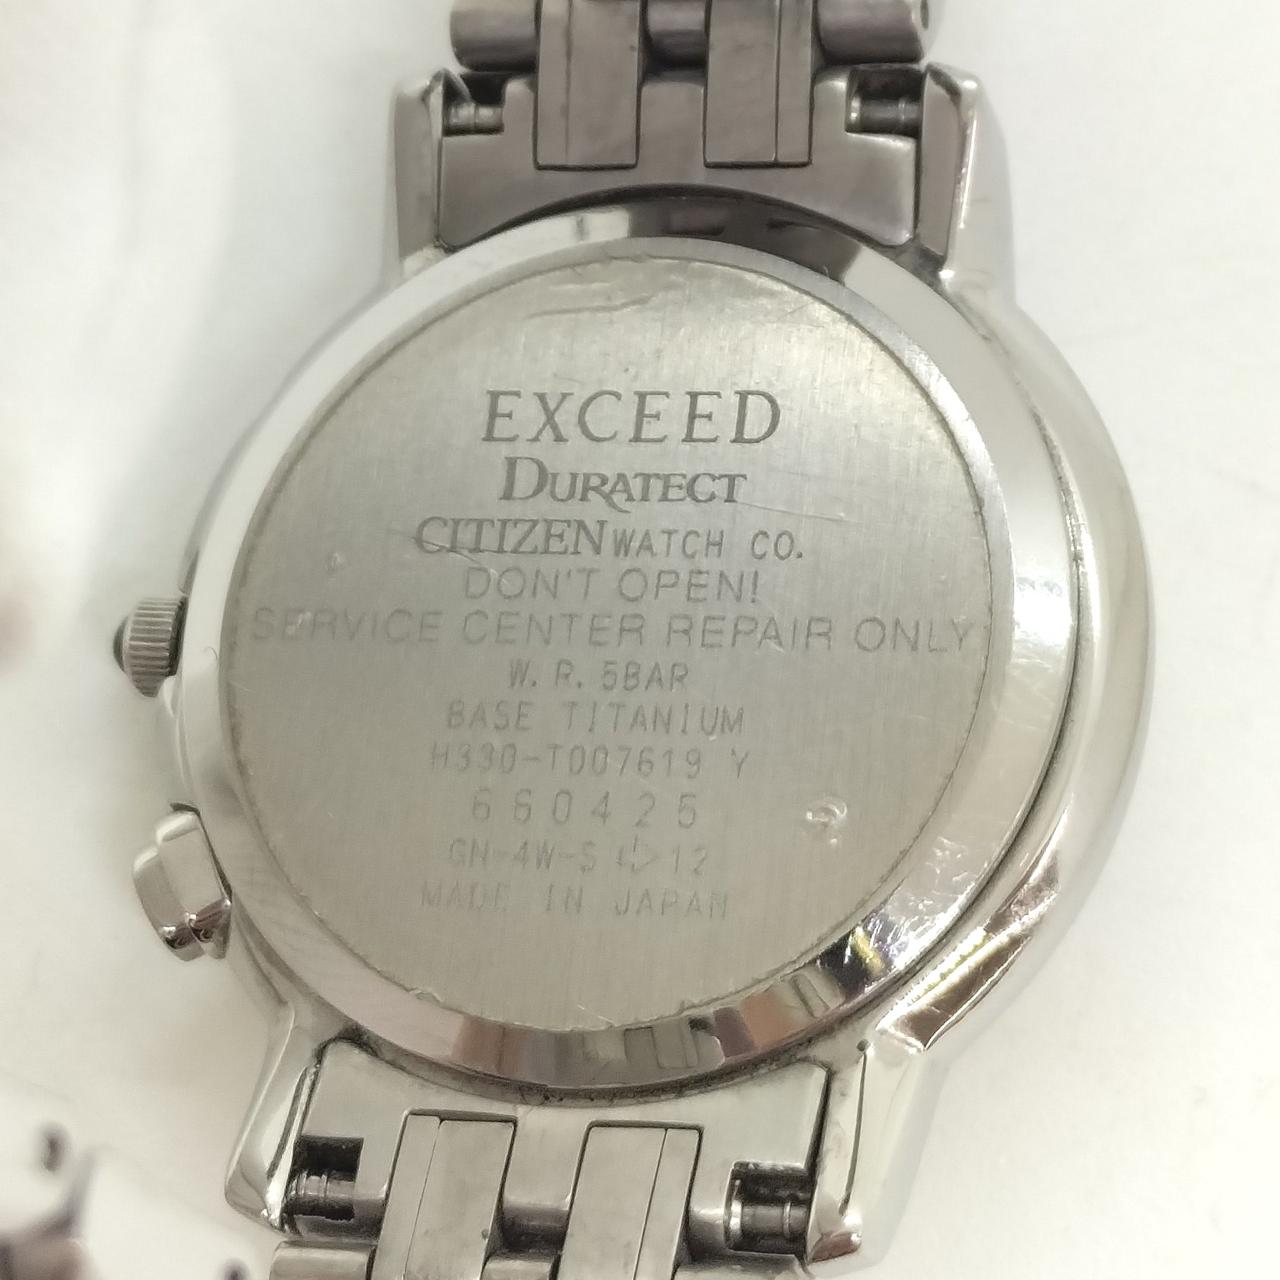 EXCEED
DURATECT
CITIZEN WATCH CO.
DON'T OPEN!
SERVICE CENTER REPAIR ONLY
W. R. 5BAR
BASE TITANIUM
H330-T007619 Y
660425
GN-4W-S 12
MADE IN JAPAN